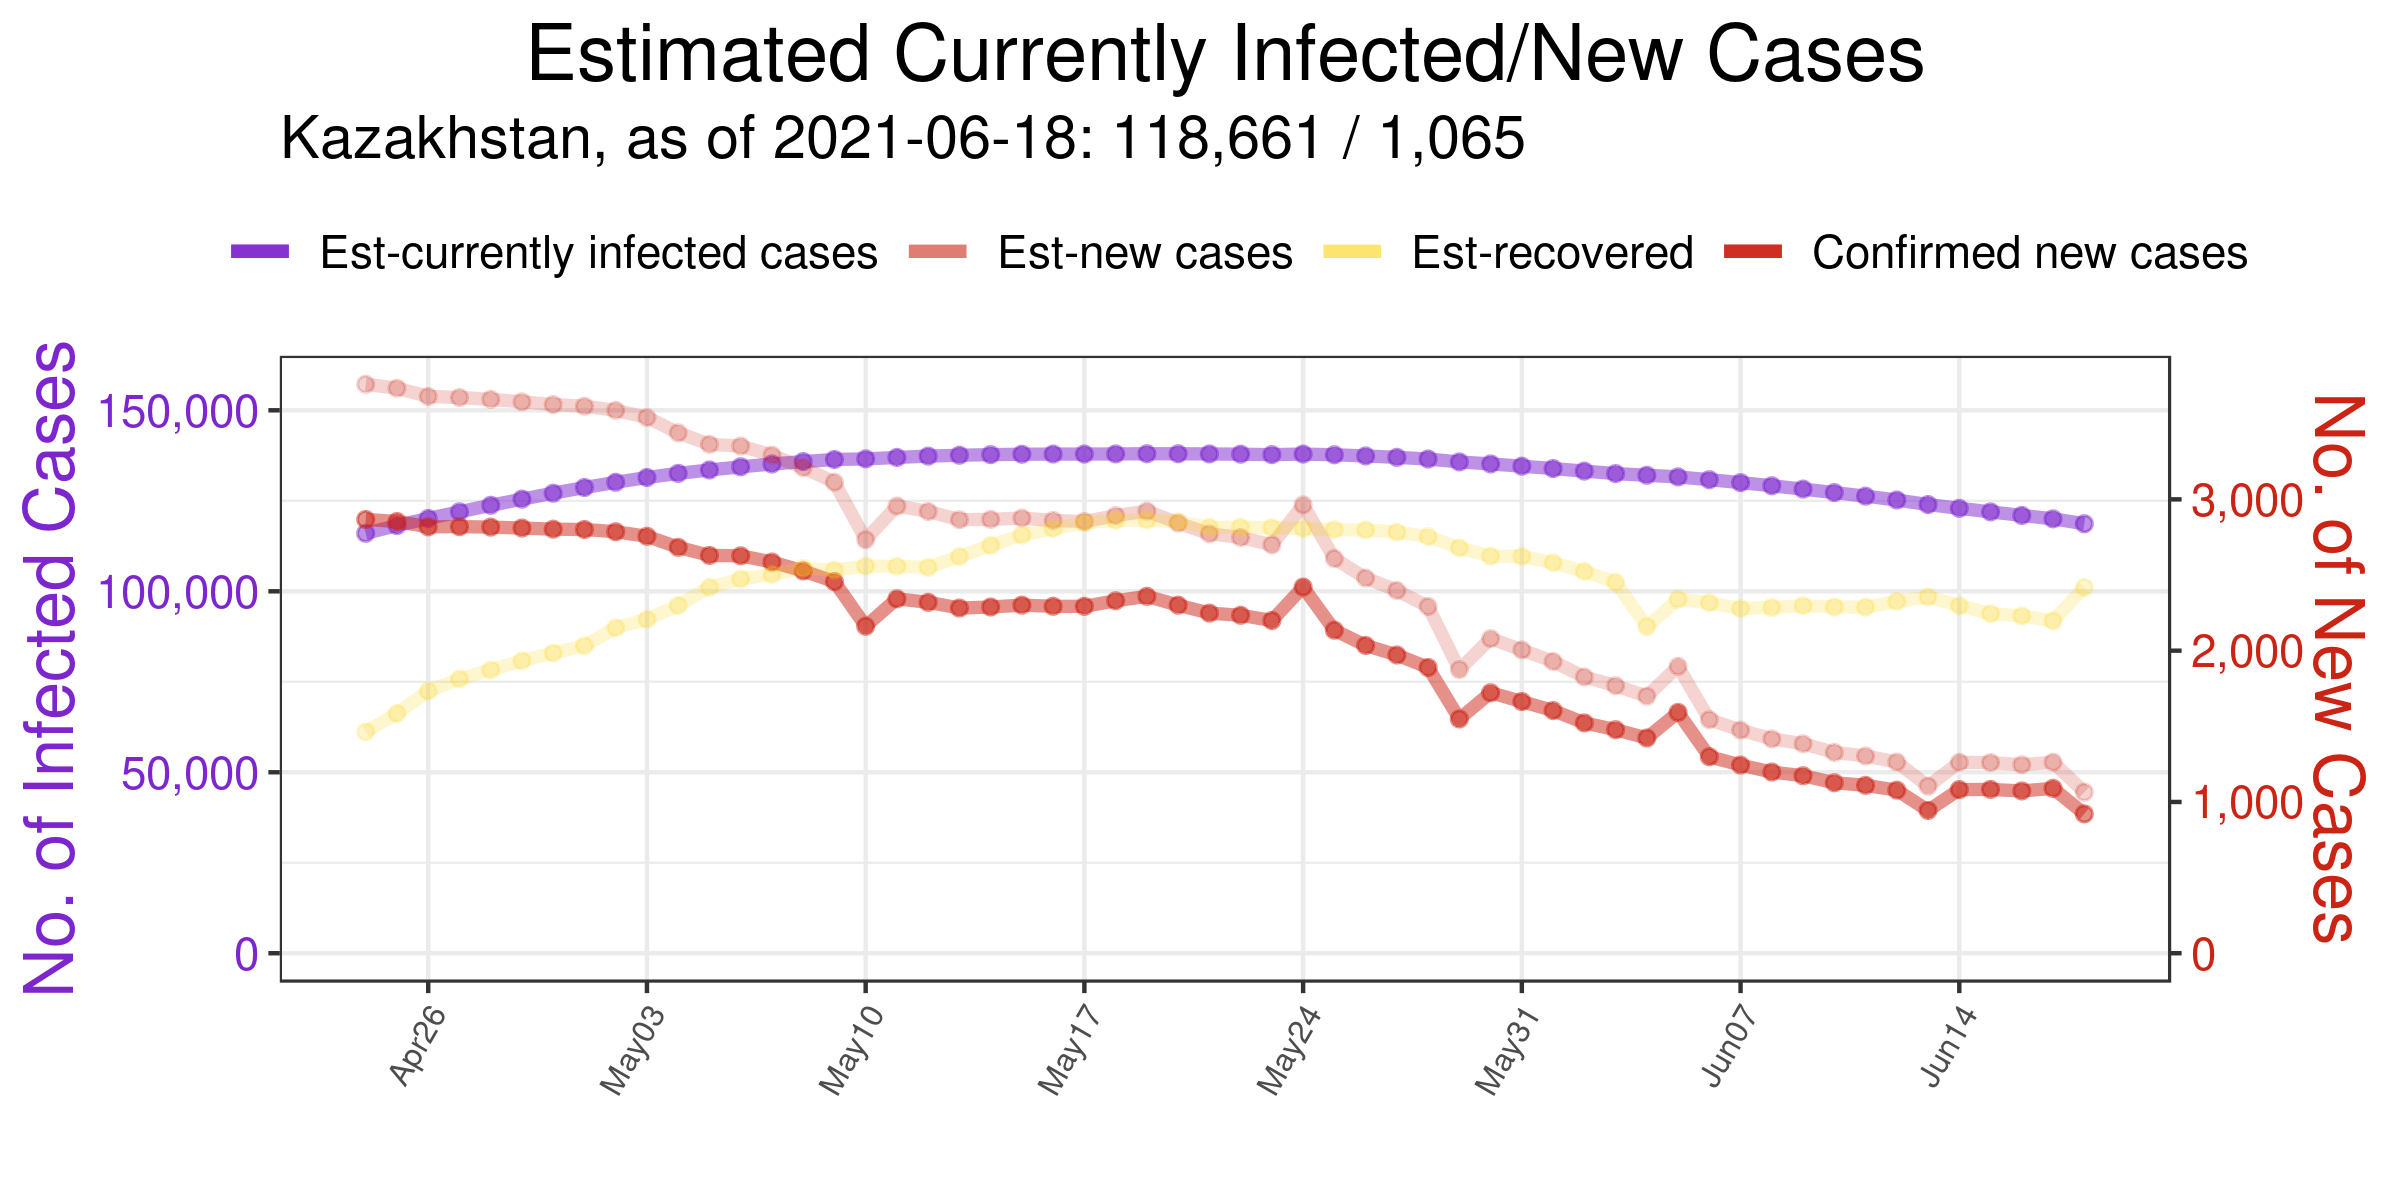 Estimated Currently Infected/New Cases
Kazakhstan, as of 2021-06-18: 118,661 / 1,065
Est-currently infected cases Est-new cases Est-recovered Confirmed new cases
No. of Infected Cases
150,000
100,000
50,000
0
3,000
2,000
1,000
0
No. of New Cases
Apr26 May03 May10 May17 May24 May31 Jun07 Jun14